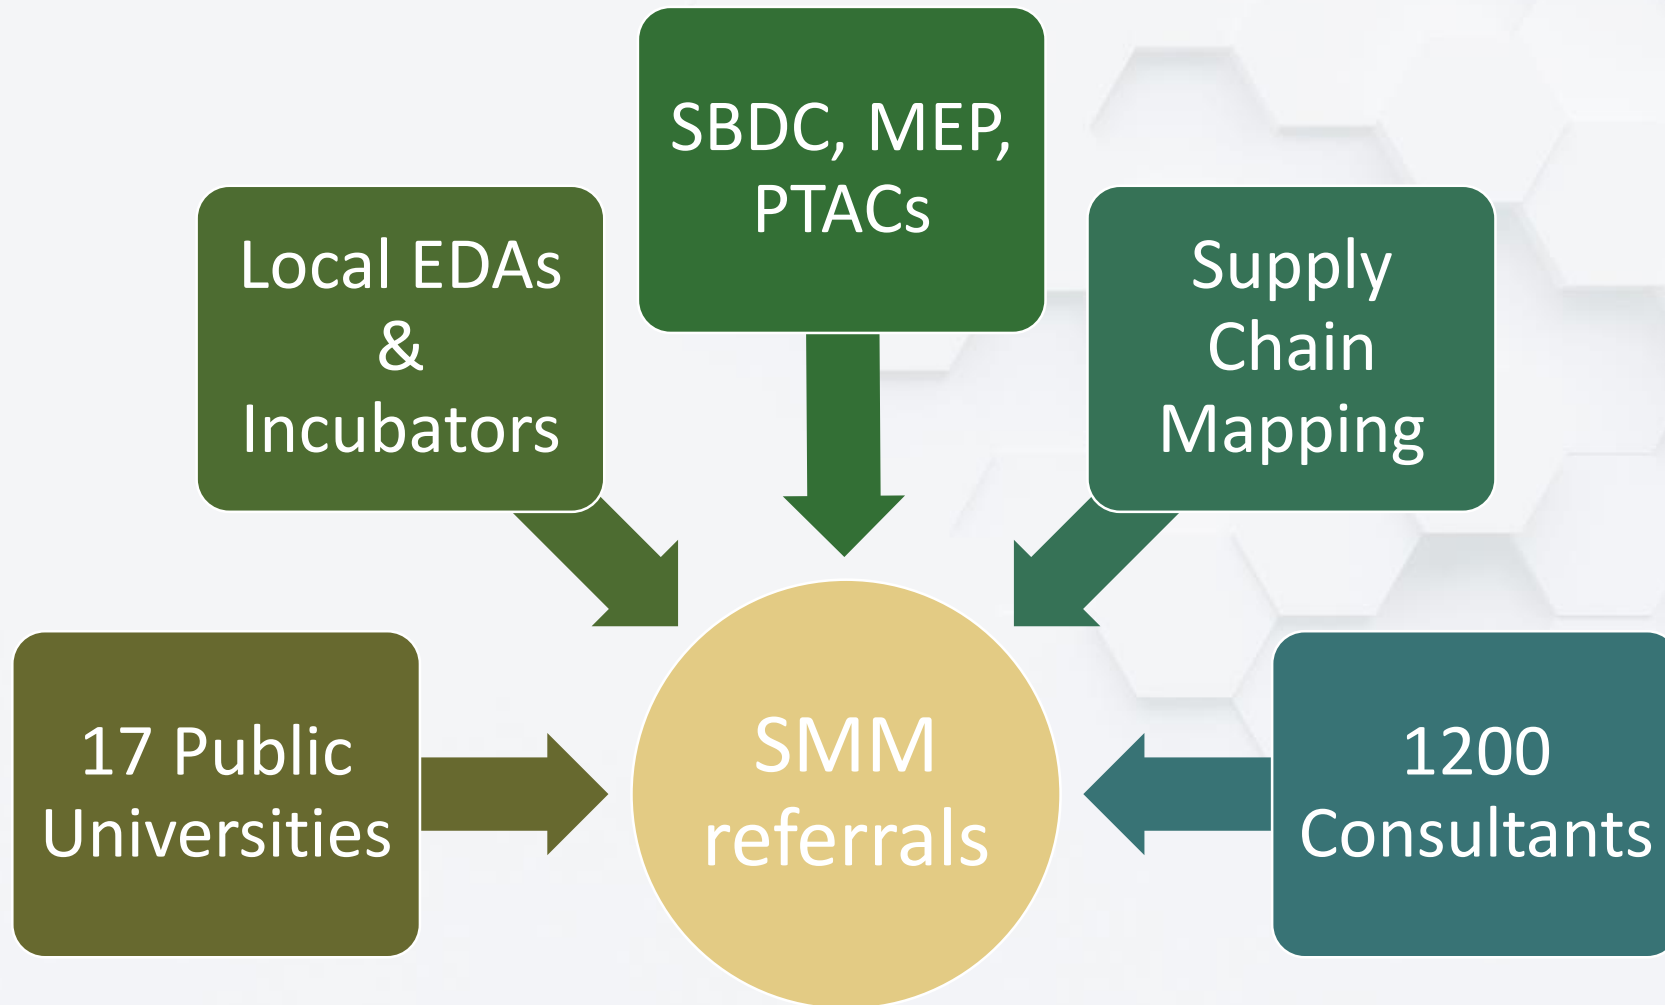 SBDC, MEP,
PTACs
Local EDAs
&
Incubators
Supply
Chain
Mapping
17 Public
Universities
SMM
referrals
1200
Consultants